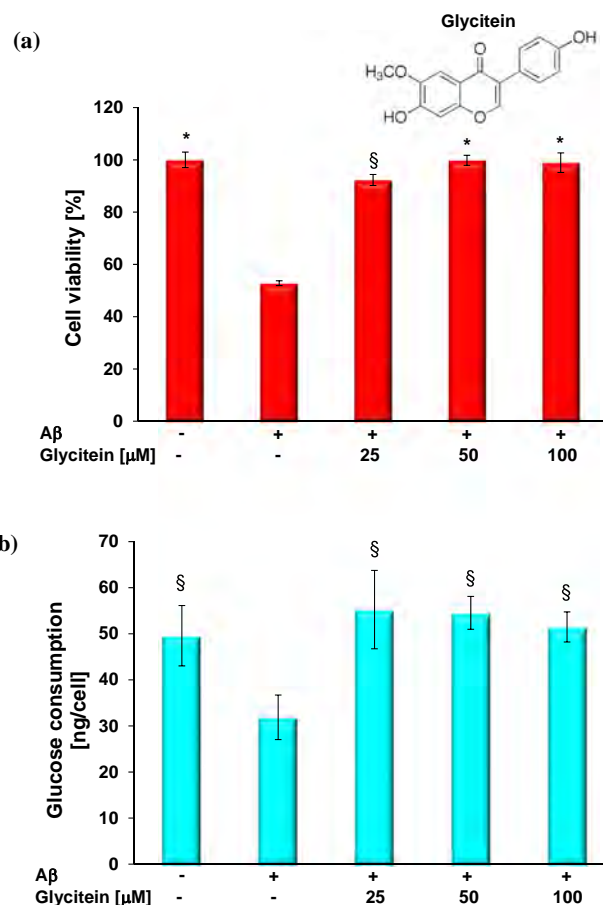 Glycitein
(a)
OH
O
H₃CO
HO
O
120
100
80
60
40
20
0
Cell viability [%]
* § * *
Aβ - + + + +
Glycitein [μM] - - 25 50 100
b)
70
60
50
40
30
20
10
0
Glucose consumption
[ng/cell]
§ § § §
Aβ - + + + +
Glycitein [μM] - - 25 50 100